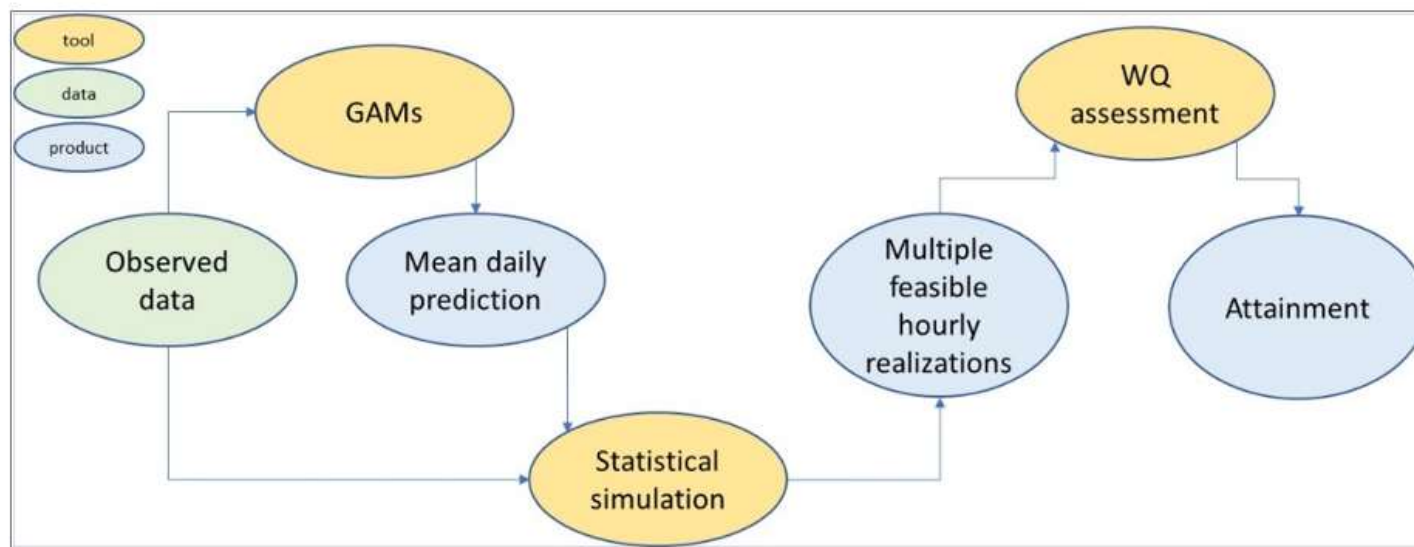 tool
data
product
GAMs
WQ
assessment
Observed
data
Mean daily
prediction
Multiple
feasible
hourly
realizations
Attainment
Statistical
simulation